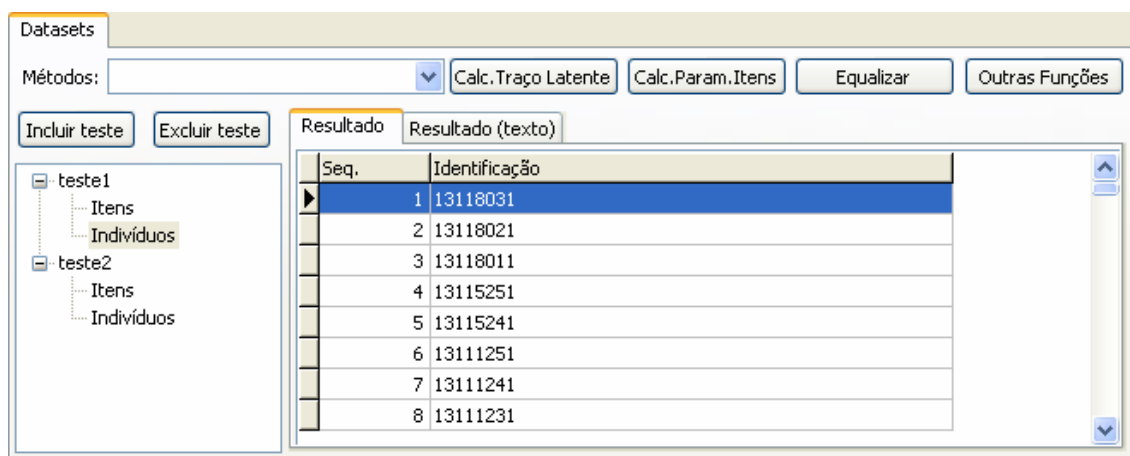 Datasets
Métodos: Calc.Traço Latente Calc.Param.Itens Equalizar Outras Funções
Incluir teste Excluir teste Resultado Resultado (texto)
Seq. Identificação
teste1
Itens
Indivíduos
teste2
Itens
Indivíduos
1 13118031
2 13118021
3 13118011
4 13115251
5 13115241
6 13111251
7 13111241
8 13111231